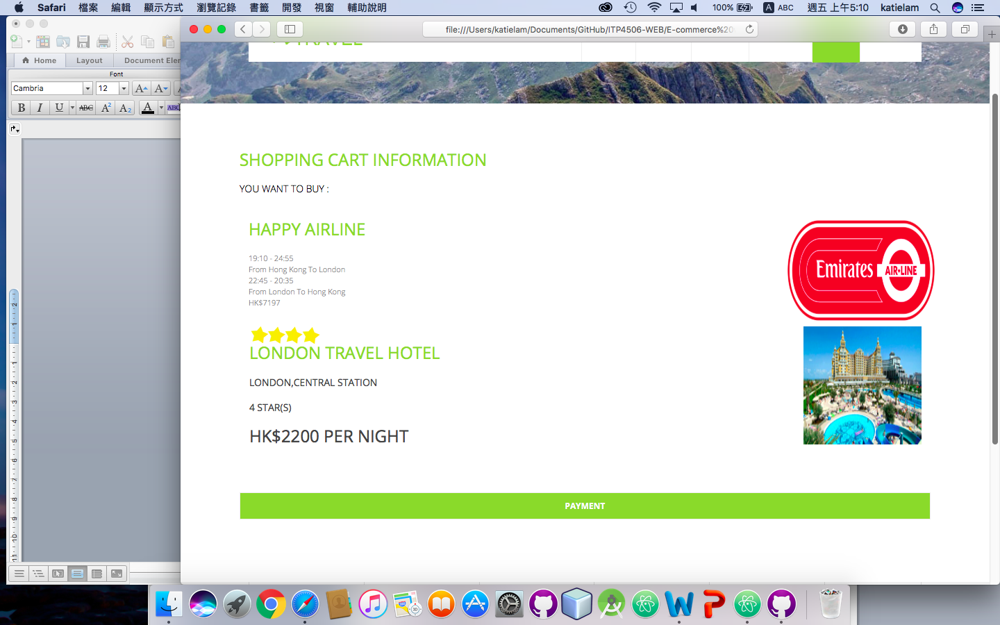 Safari 檔案 編輯 顯示方式 瀏覽記錄 書籤 開發 視窗 輔助說明 100% A ABC 週五 上午5:10 katielam
file:///Users/katielam/Documents/GitHub/ITP4506-WEB/E-commerce%20
Home Layout Document Elem
Font
Cambria 12
B I U ABC A2 A2 A ABC
TRAVEL
SHOPPING CART INFORMATION
YOU WANT TO BUY :
HAPPY AIRLINE
19:10 - 24:55
From Hong Kong To London
22:45 - 20:35
From London To Hong Kong
HK$7197
Emirates AIR-LINE
LONDON TRAVEL HOTEL
LONDON,CENTRAL STATION
4 STAR(S)
HK$2200 PER NIGHT
PAYMENT